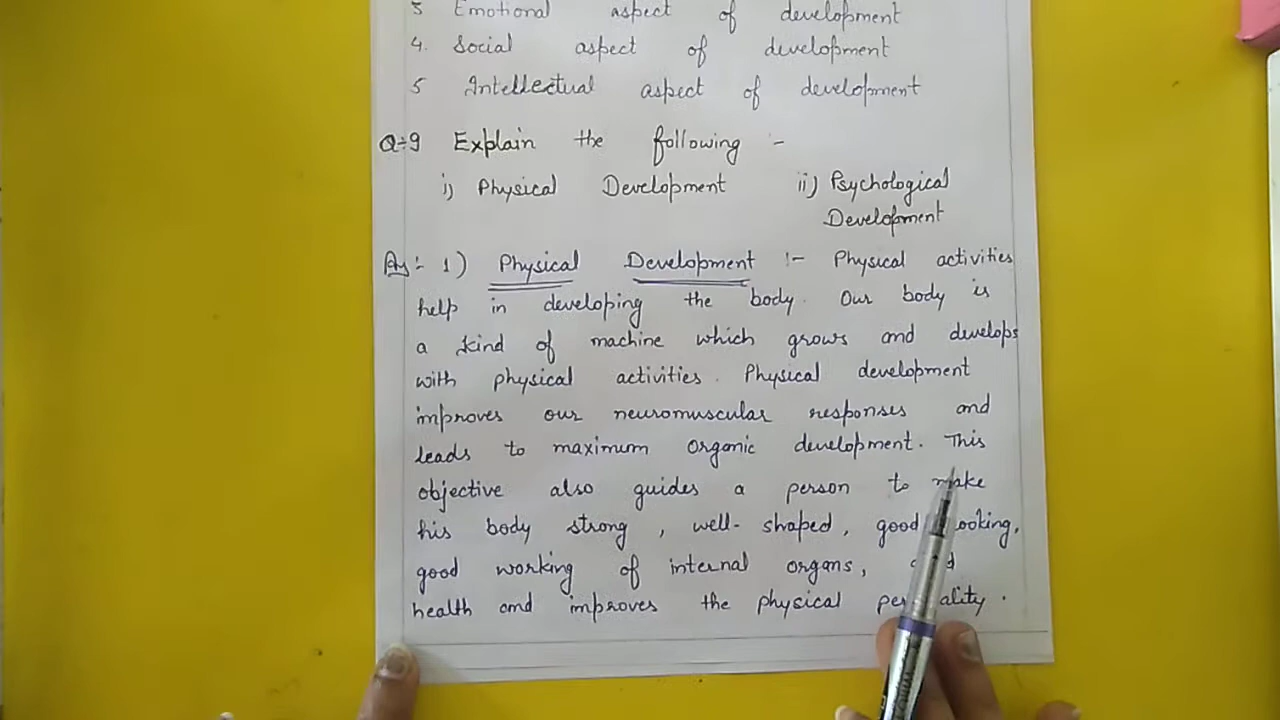 3 Emotional aspect of development
4. Social aspect of development
5 Intellectual aspect of development
Q÷9 Explain the following :-
i) Physical Development ii) Psychological
Development
Ans:- 1) Physical Development :- Physical activities
help in developing the body. Our body is
a kind of machine which grows and develops
with physical activities. Physical development
improves our neuromuscular responses and
leads to maximum organic development. This
objective also guides a person to make
his body strong, well-shaped, good looking,
good working of internal organs,
health and improves the physical personality.